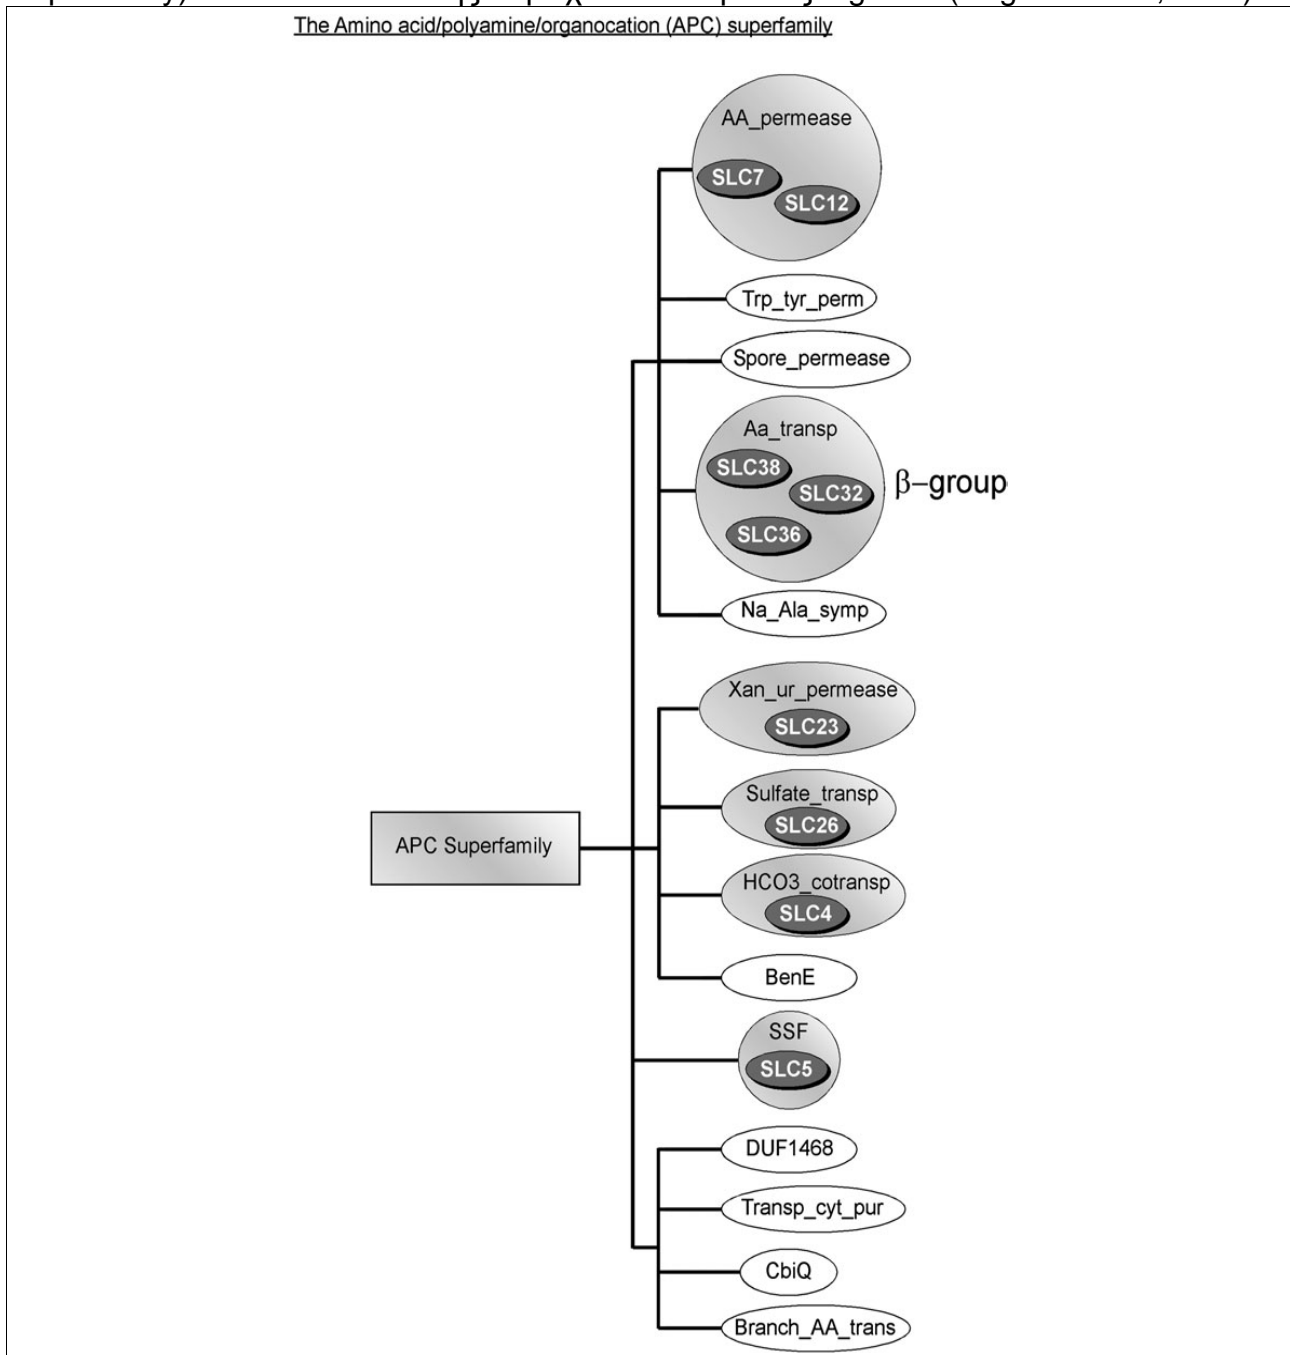 The Amino acid/polyamine/organocation (APC) superfamily
AA_permease
SLC7
SLC12
Trp_tyr_perm
Spore_permease
Aa_transp
SLC38
SLC32
β–group
SLC36
Na_Ala_symp
Xan_ur_permease
SLC23
Sulfate_transp
SLC26
APC Superfamily
HCO3_cotransp
SLC4
BenE
SSF
SLC5
DUF1468
Transp_cyt_pur
CbiQ
Branch_AA_trans